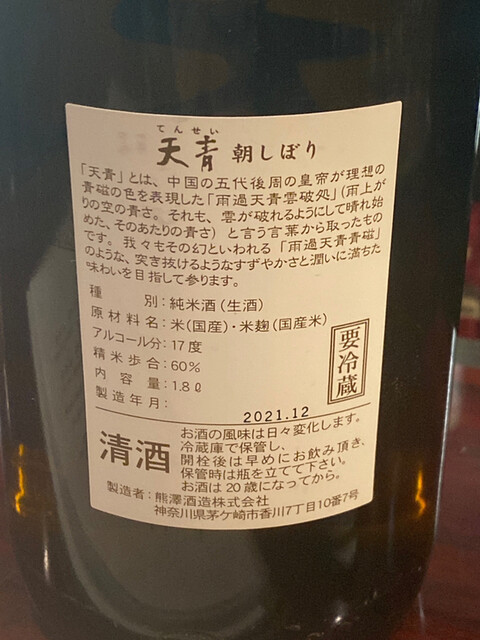 てんせい
天青 朝しぼり
「天青」とは、中国の五代後周の皇帝が理想の
青磁の色を表現した「雨過天青雲破処」(雨上が
りの空の青さ。それも、雲が破れるようにして晴れ始
めた、そのあたりの青さ)と言う言葉から取ったもの
です。我々もその幻といわれる「雨過天青青磁」
のような、突き抜けるようなすずやかさと潤いに満ちた
味わいを目指して参ります。
種 別:純米酒(生酒)
原材料名:米(国産)・米麹(国産米)
アルコール分:17度
精米歩合:60%
内容量:1.8ℓ
製造年月:
2021.12
要冷蔵
清酒
お酒の風味は日々変化します。
冷蔵庫で保管し、
開栓後は早めにお飲み頂き、
保管時は瓶を立てて下さい。
お酒は20歳になってから。
製造者:熊澤酒造株式会社
神奈川県茅ケ崎市香川7丁目10番7号